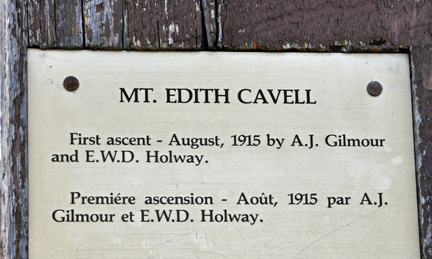 MT. EDITH CAVELL
First ascent - August, 1915 by A.J. Gilmour
and E.W.D. Holway.
Premiére ascension - Août, 1915 par A.J.
Gilmour et E.W.D. Holway.